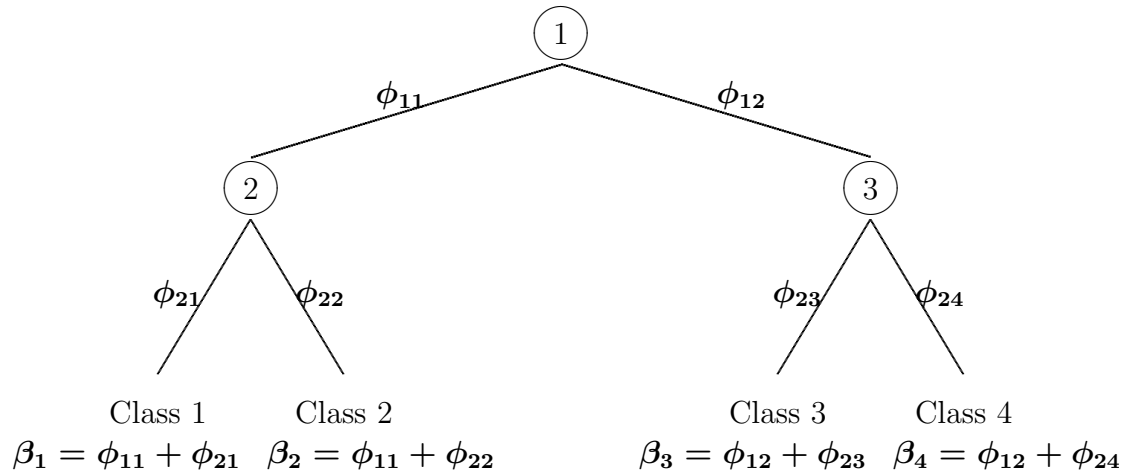 1
ϕ₁₁ ϕ₁₂
2 3
ϕ₂₁ ϕ₂₂ ϕ₂₃ ϕ₂₄
Class 1 Class 2 Class 3 Class 4
β₁ = ϕ₁₁ + ϕ₂₁ β₂ = ϕ₁₁ + ϕ₂₂ β₃ = ϕ₁₂ + ϕ₂₃ β₄ = ϕ₁₂ + ϕ₂₄